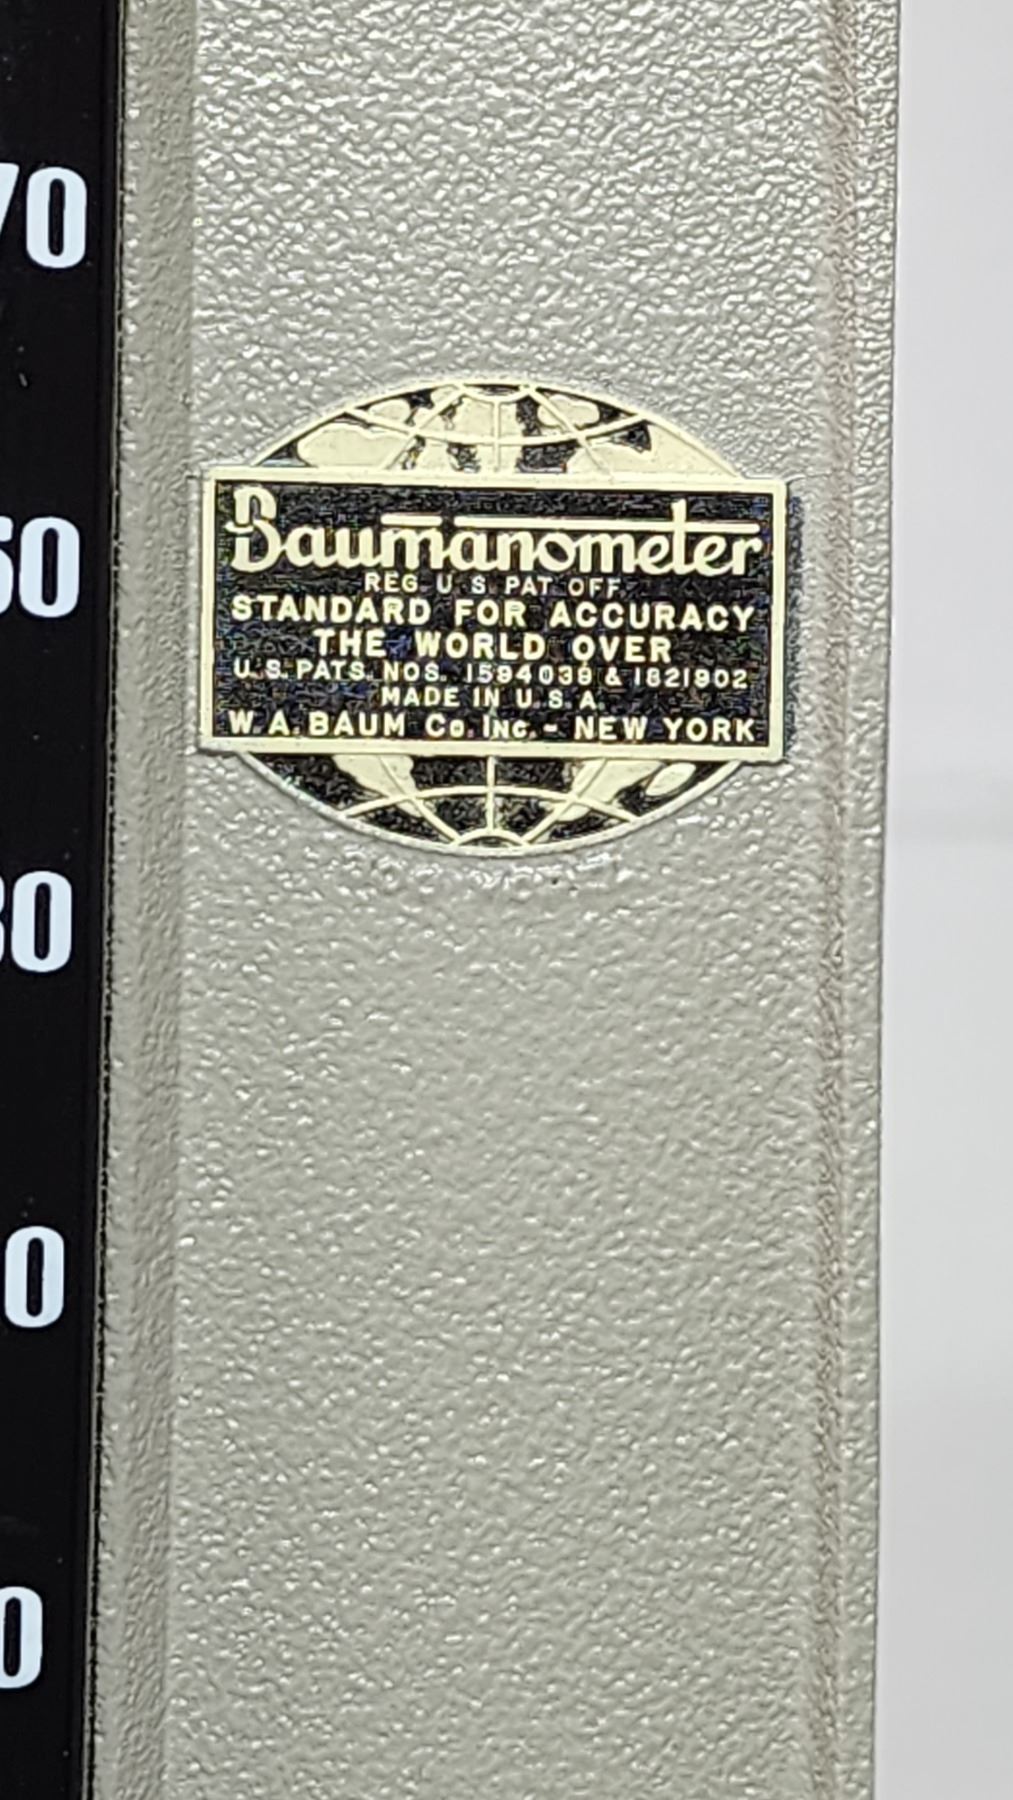 70
Baumanometer
REG. U. S. PAT. OFF.
STANDARD FOR ACCURACY
THE WORLD OVER
U. S. PATS. NOS. 1594039 & 1821902
MADE IN U. S. A.
W. A. BAUM Co. Inc. - NEW YORK